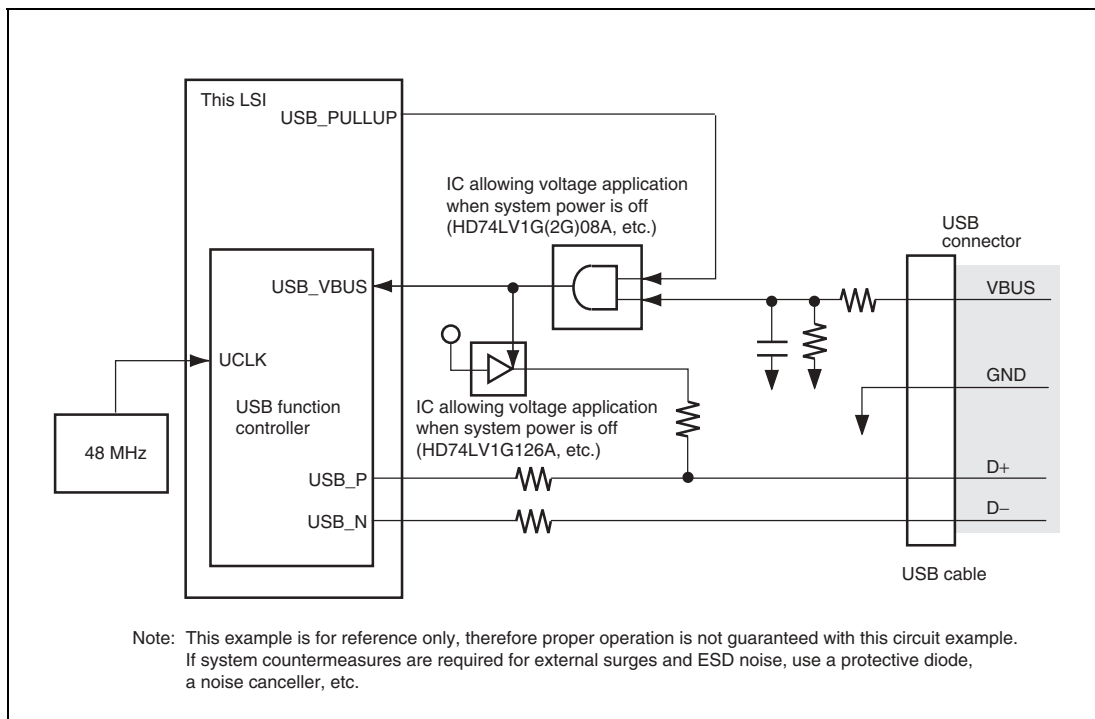 This LSI
USB_PULLUP
IC allowing voltage application
when system power is off
(HD74LV1G(2G)08A, etc.)
USB
connector
USB_VBUS
VBUS
UCLK
GND
USB function
controller
IC allowing voltage application
when system power is off
(HD74LV1G126A, etc.)
48 MHz
USB_P
D+
USB_N
D−
USB cable
Note: This example is for reference only, therefore proper operation is not guaranteed with this circuit example.
If system countermeasures are required for external surges and ESD noise, use a protective diode,
a noise canceller, etc.